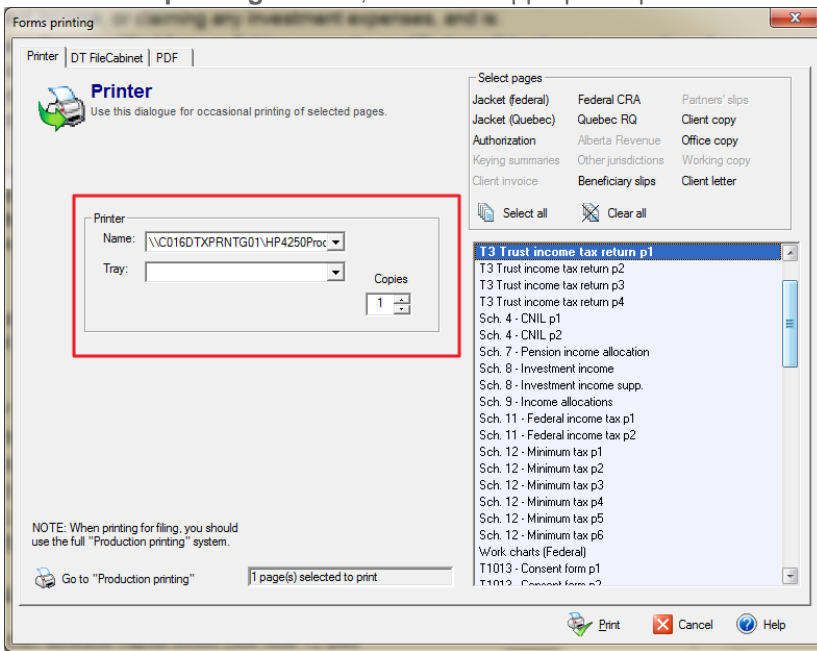 Forms printing
Printer DT FileCabinet PDF
Printer
Use this dialogue for occasional printing of selected pages.
Select pages
Jacket (federal) Federal CRA Partners' slips
Jacket (Quebec) Quebec RQ Client copy
Authorization Alberta Revenue Office copy
Keying summaries Other jurisdictions Working copy
Client invoice Beneficiary slips Client letter
Select all Clear all
Printer
Name: \\C016DTXPRNTG01\HP4250Proc
Tray:
Copies
1
T3 Trust income tax return p1
T3 Trust income tax return p2
T3 Trust income tax return p3
T3 Trust income tax return p4
Sch. 4 - CNIL p1
Sch. 4 - CNIL p2
Sch. 7 - Pension income allocation
Sch. 8 - Investment income
Sch. 8 - Investment income supp.
Sch. 9 - Income allocations
Sch. 11 - Federal income tax p1
Sch. 11 - Federal income tax p2
Sch. 12 - Minimum tax p1
Sch. 12 - Minimum tax p2
Sch. 12 - Minimum tax p3
Sch. 12 - Minimum tax p4
Sch. 12 - Minimum tax p5
Sch. 12 - Minimum tax p6
Work charts (Federal)
T1013 - Consent form p1
T1013 - Consent form p2
NOTE: When printing for filing, you should
use the full "Production printing" system.
Go to "Production printing" 1 page(s) selected to print
Print Cancel Help